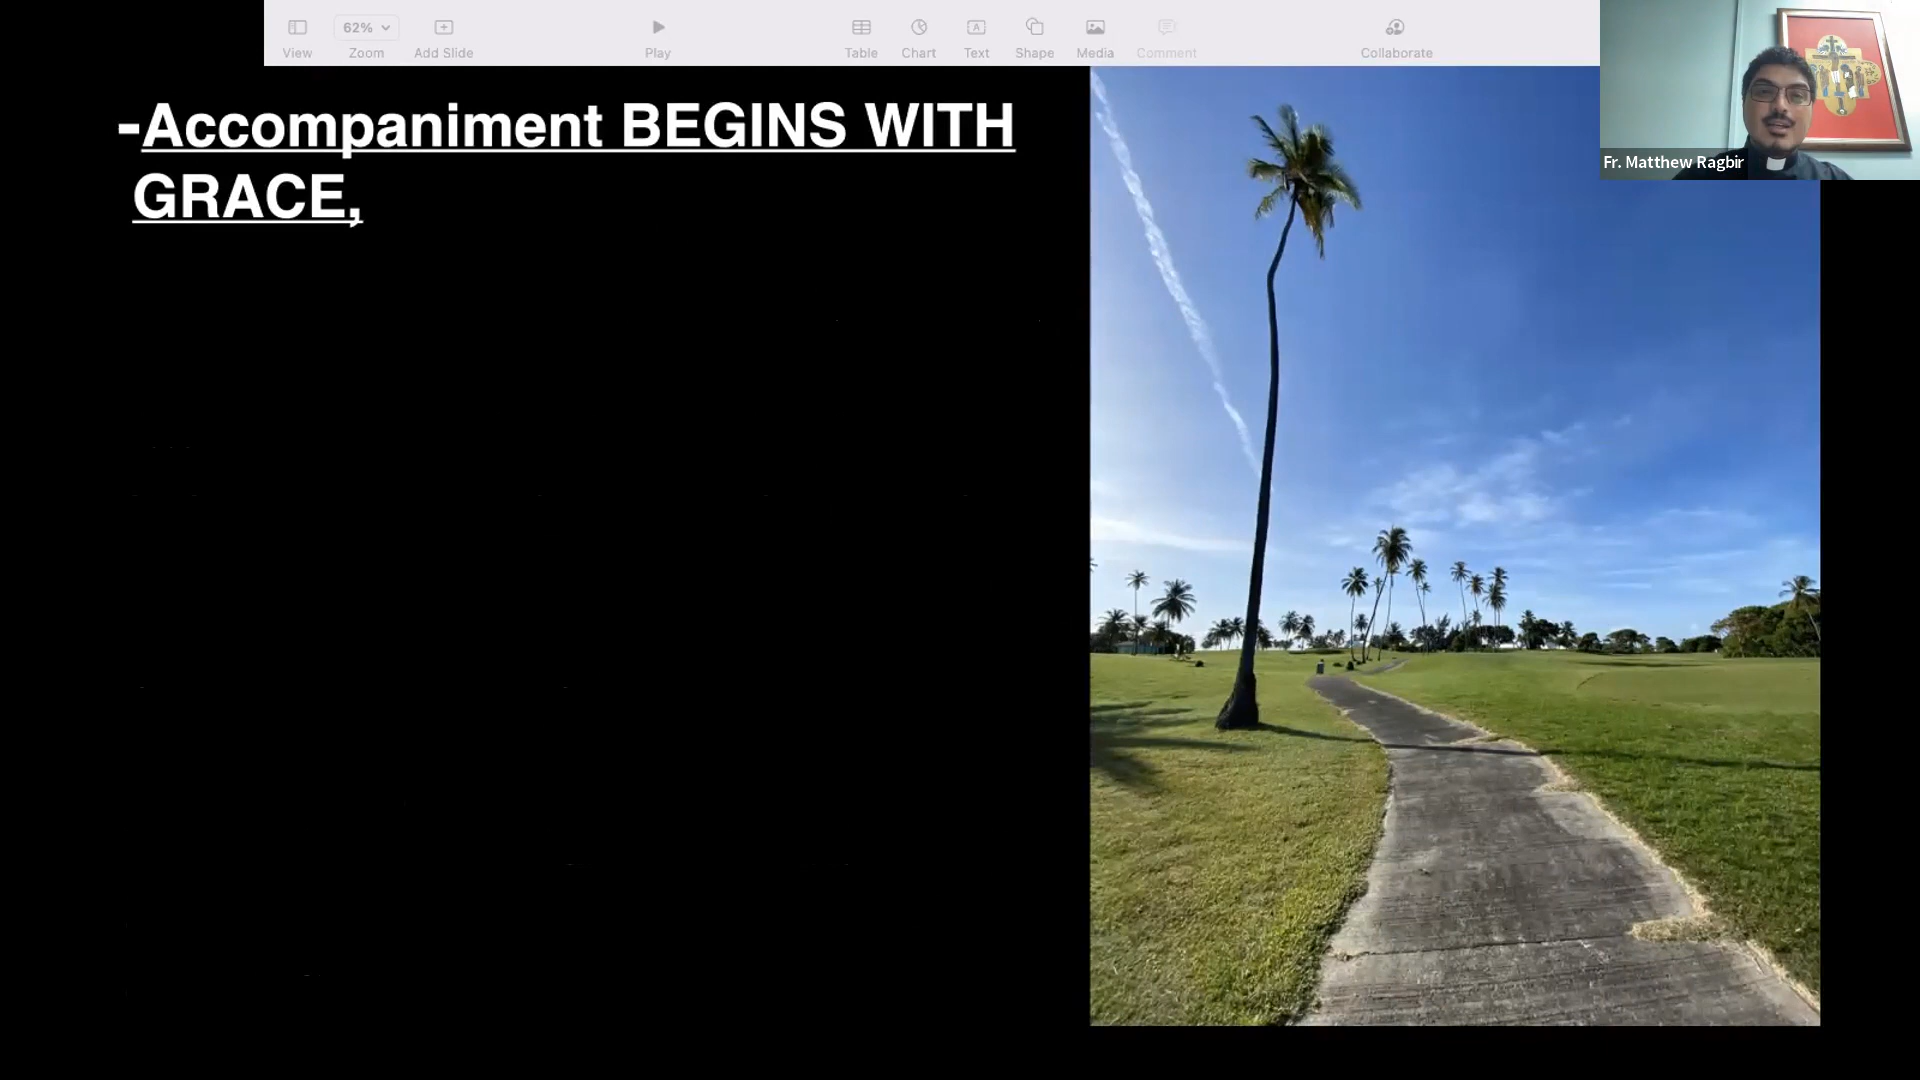 62%
View
Zoom
Add Slide
Play
Table
Chart
Text
Shape
Media
Comment
Collaborate
-Accompaniment BEGINS WITH
GRACE,
Fr. Matthew Ragbir